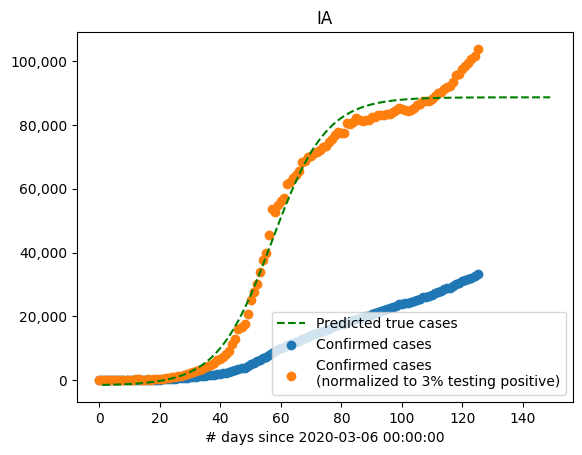 IA
100,000
80,000
60,000
40,000
20,000
0
Predicted true cases
Confirmed cases
Confirmed cases
(normalized to 3% testing positive)
0 20 40 60 80 100 120 140
# days since 2020-03-06 00:00:00